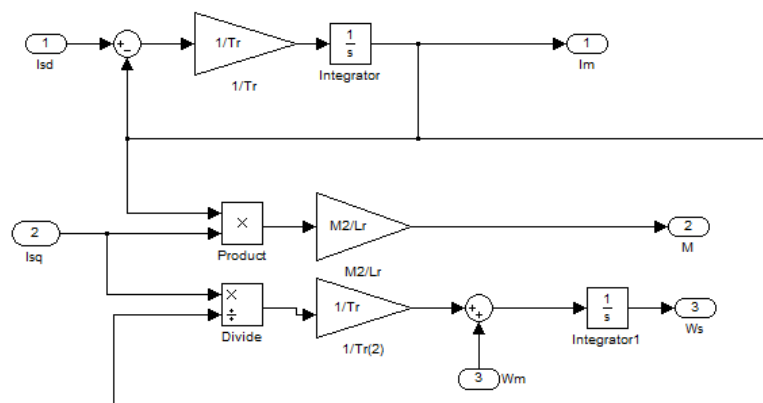 1
Isd
+
−
1/Tr
1/Tr
1
s
Integrator
1
Im
2
Isq
×
Product
M2/Lr
M2/Lr
2
M
×
÷
Divide
1/Tr
1/Tr(2)
+
+
3
Wm
1
s
Integrator1
3
Ws